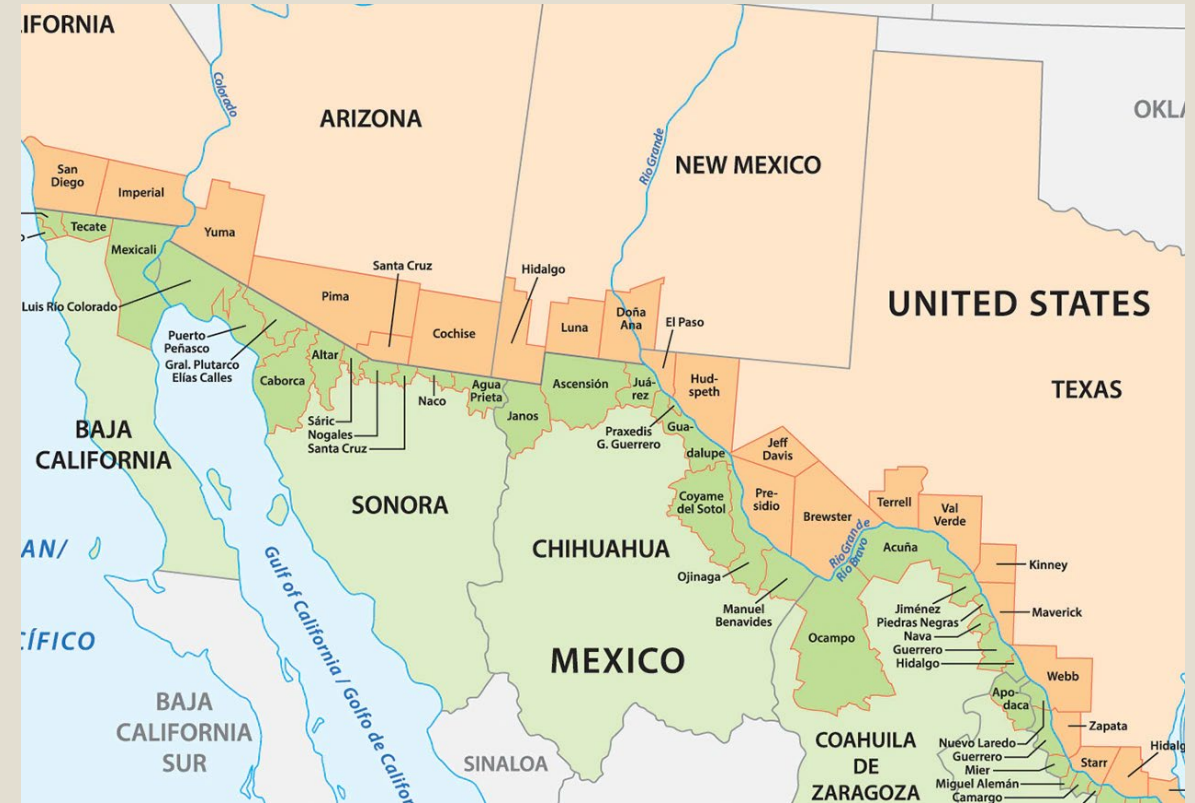 IFORNIA
Colorado
ARIZONA
OKLA
Rio Grande
NEW MEXICO
San
Diego
Imperial
Tecate
Mexicali
Yuma
Santa Cruz
Hidalgo
Pima
Cochise
Luna
Doña
Ana
El Paso
UNITED STATES
TEXAS
Luis Río Colorado
Puerto
Peñasco
Gral. Plutarco
Elías Calles
Caborca
Altar
Sáric
Nogales
Santa Cruz
Naco
Agua
Prieta
Janos
Ascensión
Juá-
rez
Hud-
speth
Praxedis
G. Guerrero
Gua-
dalupe
Jeff
Davis
BAJA
CALIFORNIA
SONORA
CHIHUAHUA
Coyame
del Sotol
Pre-
sidio
Brewster
Terrell
Val
Verde
Rio Grande
Río Bravo
Acuña
Kinney
AN/
Ojinaga
Manuel
Benavides
Jiménez
Piedras Negras
Nava
Guerrero
Hidalgo
Maverick
CÍFICO
Gulf of California / Golfo de Califor
MEXICO
Ocampo
Webb
Apo-
daca
BAJA
CALIFORNIA
SUR
SINALOA
COAHUILA
DE
ZARAGOZA
Nuevo Laredo
Guerrero
Mier
Miguel Alemán
Camargo
Zapata
Starr
Hidalg